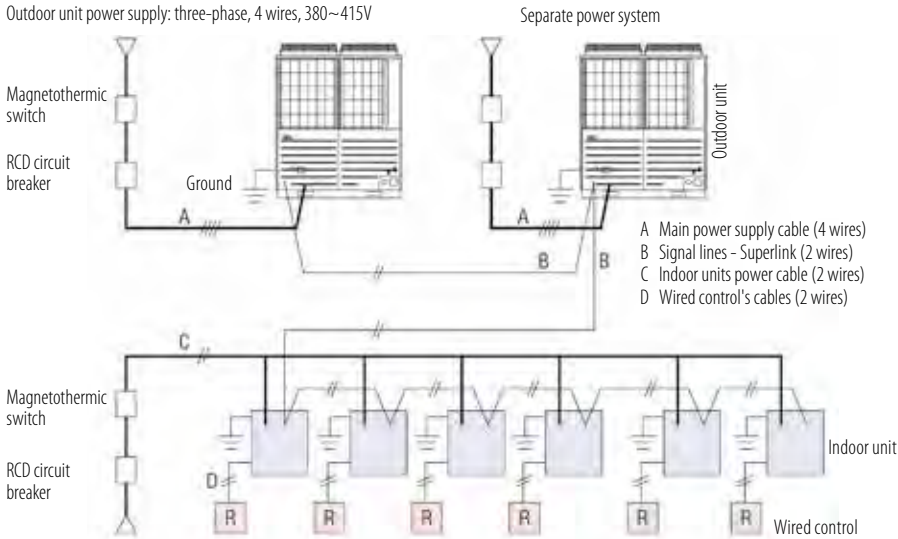 Outdoor unit power supply: three-phase, 4 wires, 380~415V
Separate power system
Magnetothermic
switch
RCD circuit
breaker
Ground
Outdoor unit
A
A
B
B
A Main power supply cable (4 wires)
B Signal lines - Superlink (2 wires)
C Indoor units power cable (2 wires)
D Wired control's cables (2 wires)
C
Magnetothermic
switch
RCD circuit
breaker
Indoor unit
D
R
R
R
R
R
R
Wired control